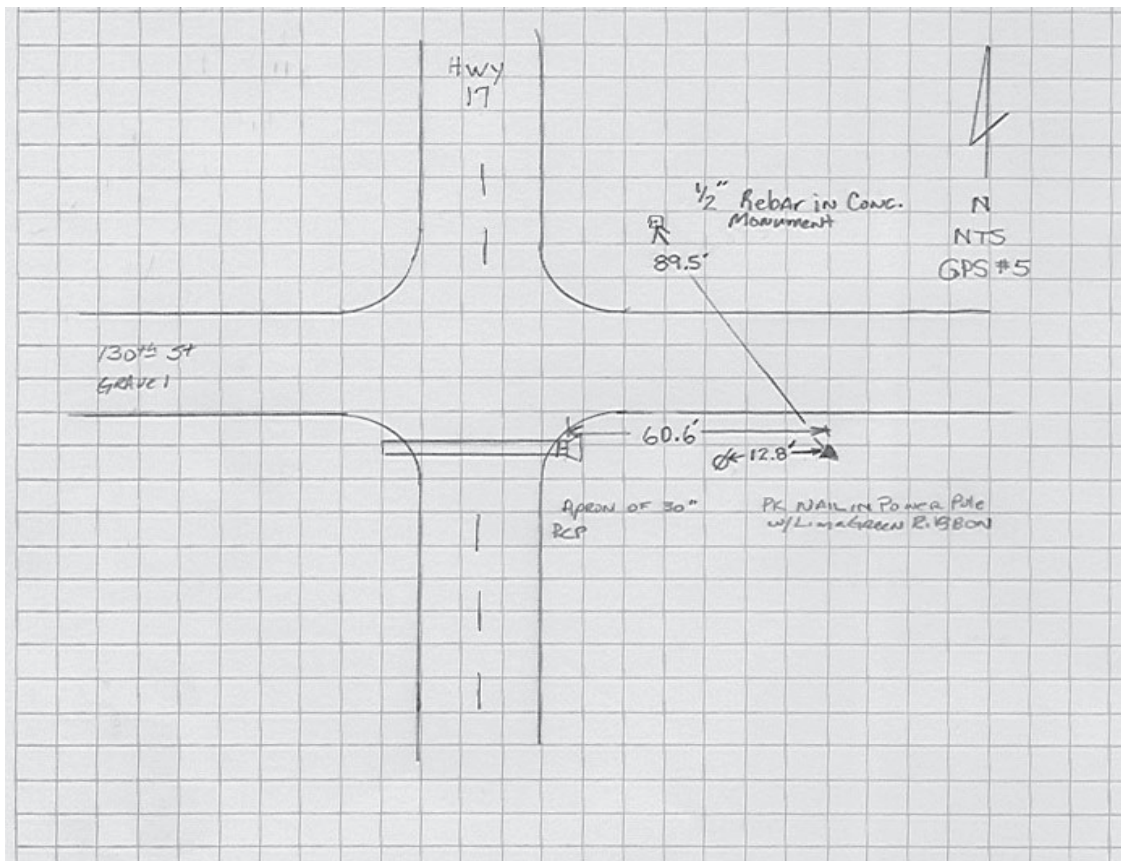 Hwy
17
1/2" Rebar in Conc.
Monument
N
NTS
GPS #5
89.5'
130th St
GRAVEl
60.6'
12.8'
APRON OF 30"
RCP
PK NAIL IN POWER Pole
w/Lime GREEN RIBBON